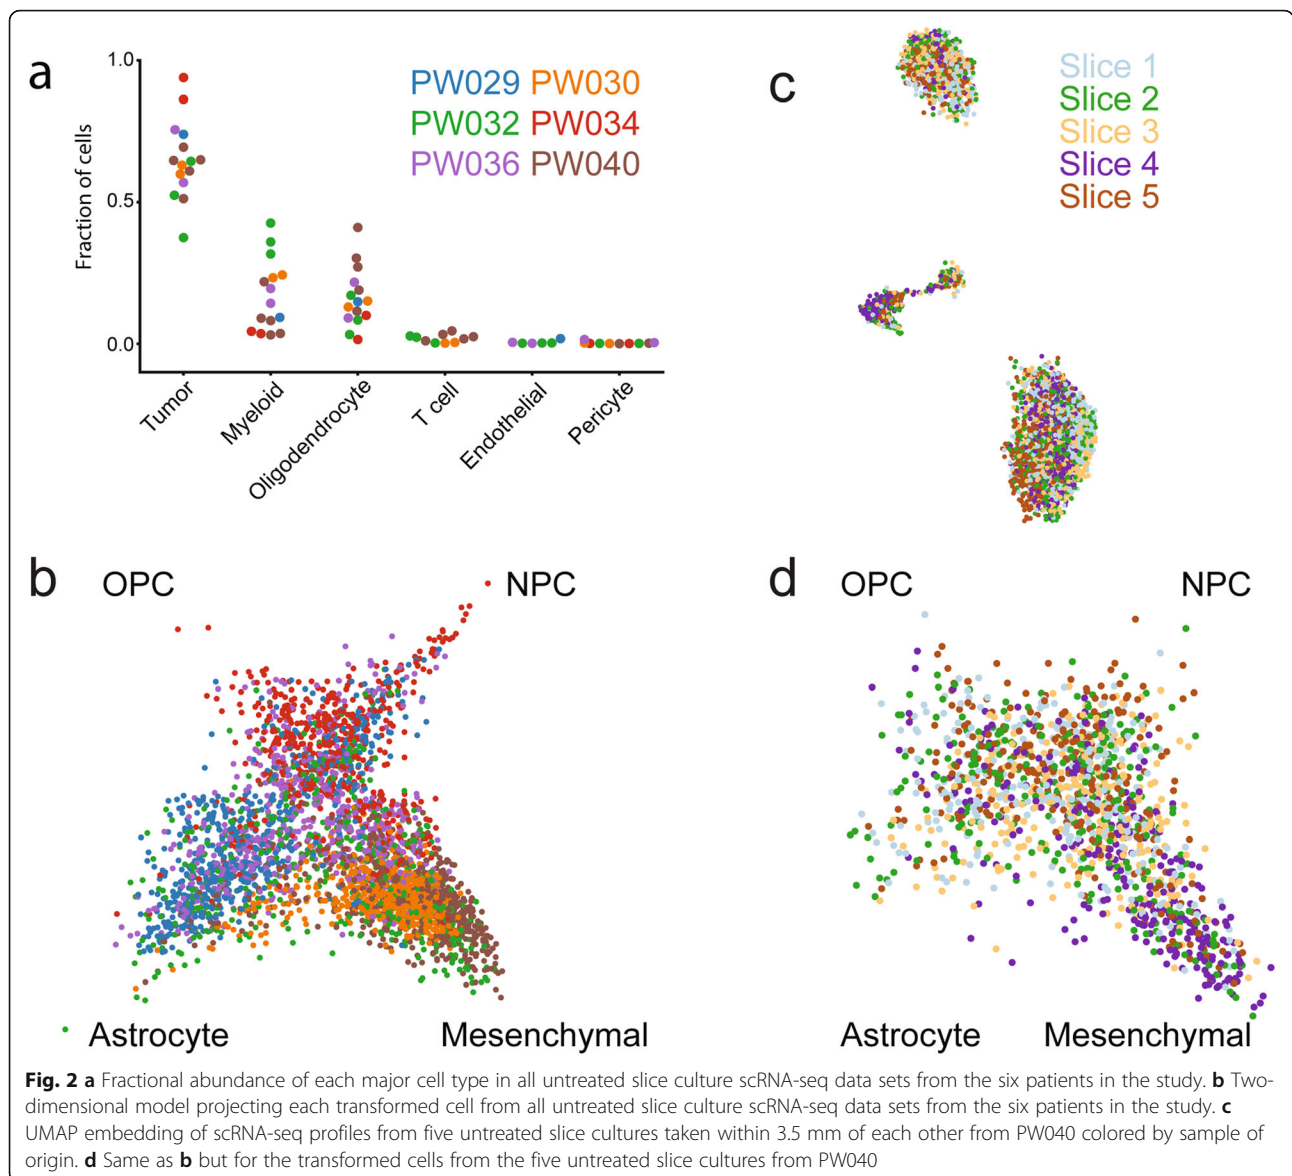 a
1.0
0.5
0.0
Fraction of cells
PW029 PW030
PW032 PW034
PW036 PW040
Tumor
Myeloid
Oligodendrocyte
T cell
Endothelial
Pericyte
c
Slice 1
Slice 2
Slice 3
Slice 4
Slice 5
b
OPC
NPC
Astrocyte
Mesenchymal
d
OPC
NPC
Astrocyte
Mesenchymal
Fig. 2 a Fractional abundance of each major cell type in all untreated slice culture scRNA-seq data sets from the six patients in the study. b Two-
dimensional model projecting each transformed cell from all untreated slice culture scRNA-seq data sets from the six patients in the study. c
UMAP embedding of scRNA-seq profiles from five untreated slice cultures taken within 3.5 mm of each other from PW040 colored by sample of
origin. d Same as b but for the transformed cells from the five untreated slice cultures from PW040